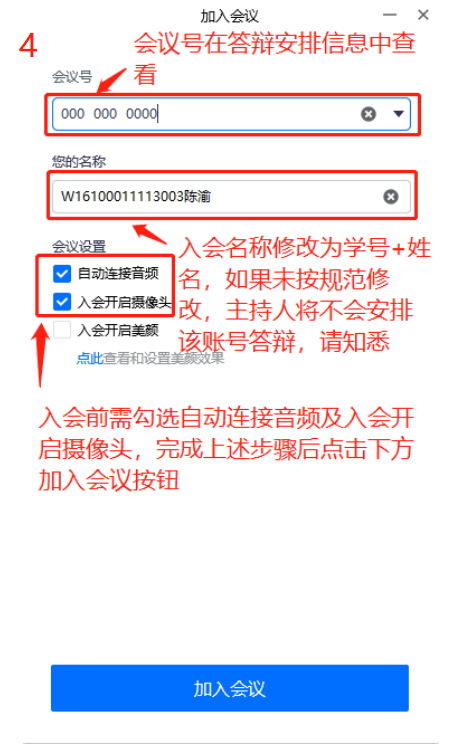 加入会议
4
会议号在答辩安排信息中查
看
会议号
000 000 0000
您的名称
W16100011113003陈渝
会议设置
入会名称修改为学号+姓
名，如果未按规范修
改，主持人将不会安排
该账号答辩，请知悉
自动连接音频
入会开启摄像头
入会开启美颜
点此查看和设置美颜效果
入会前需勾选自动连接音频及入会开
启摄像头，完成上述步骤后点击下方
加入会议按钮
加入会议